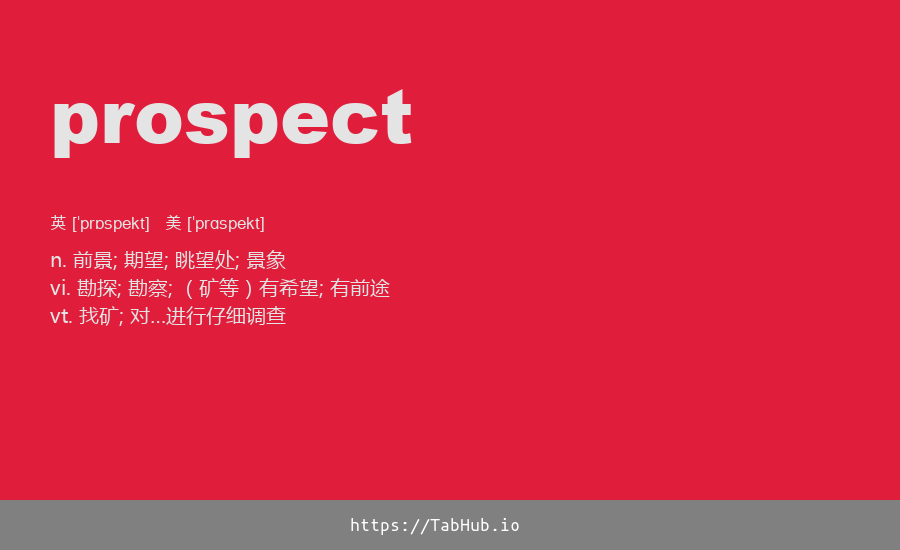 prospect
英 [ˈprɒspekt] 美 [ˈprɑspekt]
n. 前景; 期望; 眺望处; 景象
vi. 勘探; 勘察; （矿等）有希望; 有前途
vt. 找矿; 对…进行仔细调查
https://TabHub.io